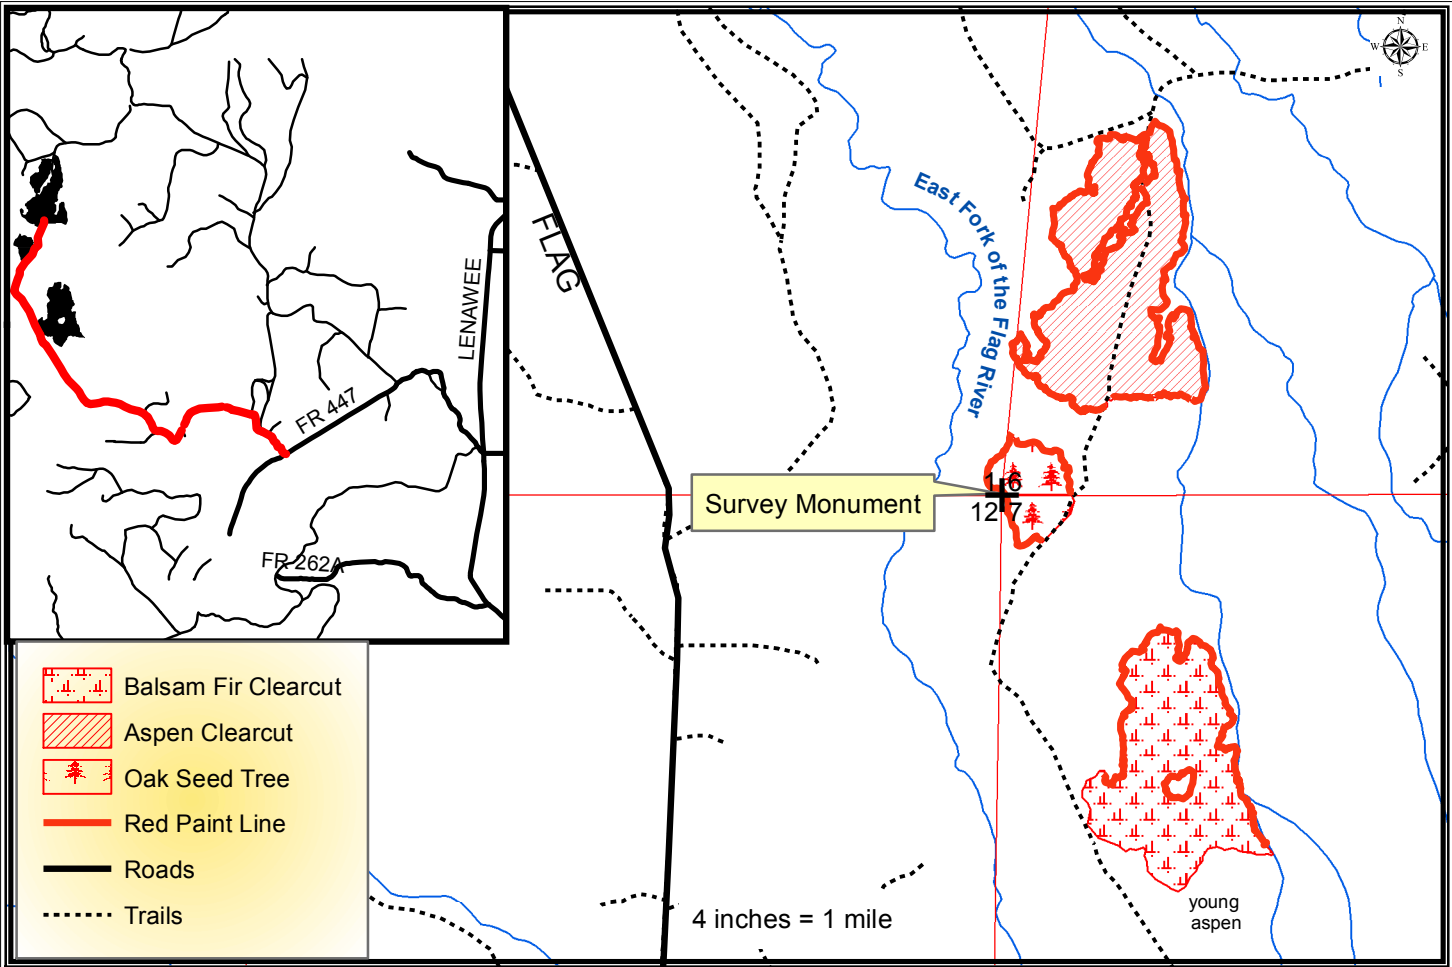 N
W E
S
FLAG
East Fork of the Flag River
LENAWEE
FR 447
FR 262A
Survey Monument
1 6
12 7
Balsam Fir Clearcut
Aspen Clearcut
Oak Seed Tree
Red Paint Line
Roads
Trails
4 inches = 1 mile
young
aspen